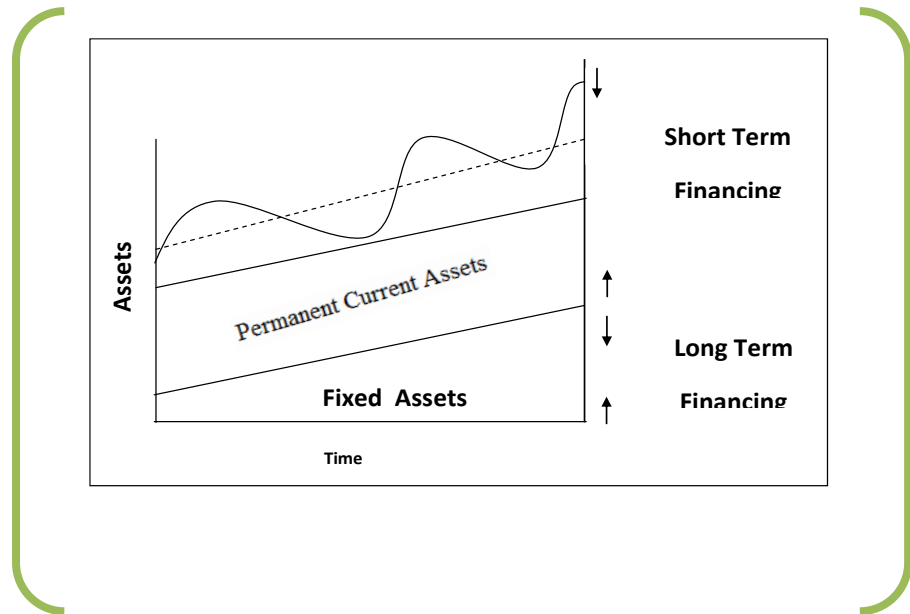 Short Term
Financing
Assets
Permanent Current Assets
Long Term
Financing
Fixed Assets
Time